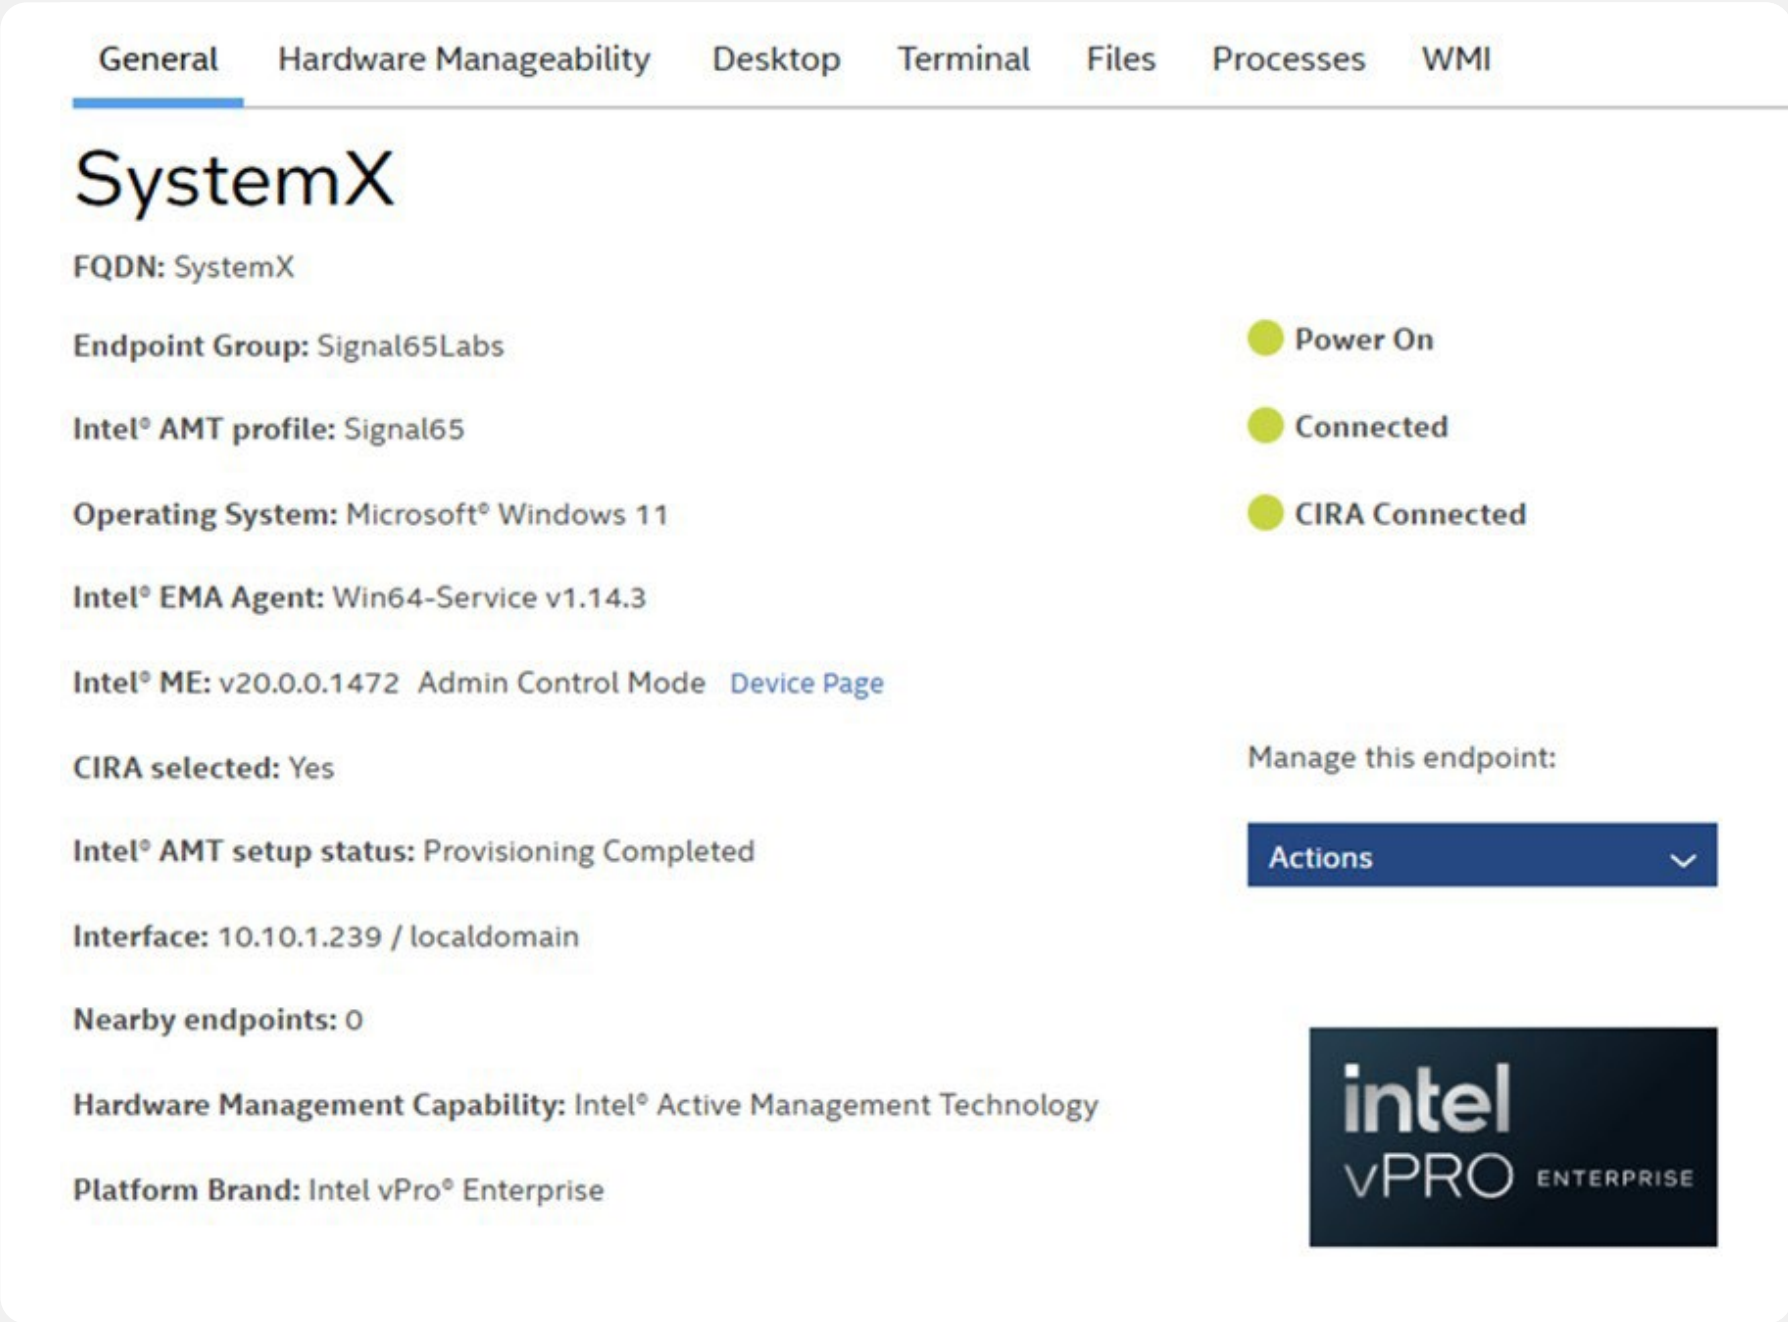 General Hardware Manageability Desktop Terminal Files Processes WMI
SystemX
FQDN: SystemX
Endpoint Group: Signal65Labs
Intel® AMT profile: Signal65
Operating System: Microsoft® Windows 11
Intel® EMA Agent: Win64-Service v1.14.3
Intel® ME: v20.0.0.1472 Admin Control Mode Device Page
CIRA selected: Yes
Intel® AMT setup status: Provisioning Completed
Interface: 10.10.1.239 / localdomain
Nearby endpoints: 0
Hardware Management Capability: Intel® Active Management Technology
Platform Brand: Intel vPro® Enterprise
Power On
Connected
CIRA Connected
Manage this endpoint:
Actions
intel
vPRO ENTERPRISE